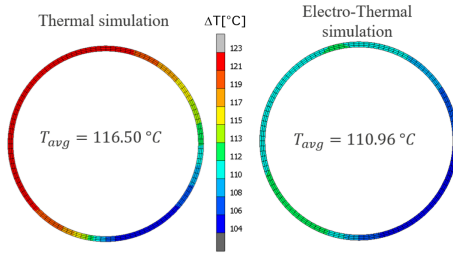 Thermal simulation
ΔT[°C]
Electro-Thermal
simulation
123
121
119
117
115
113
112
110
108
106
104
T_avg = 116.50 °C
T_avg = 110.96 °C